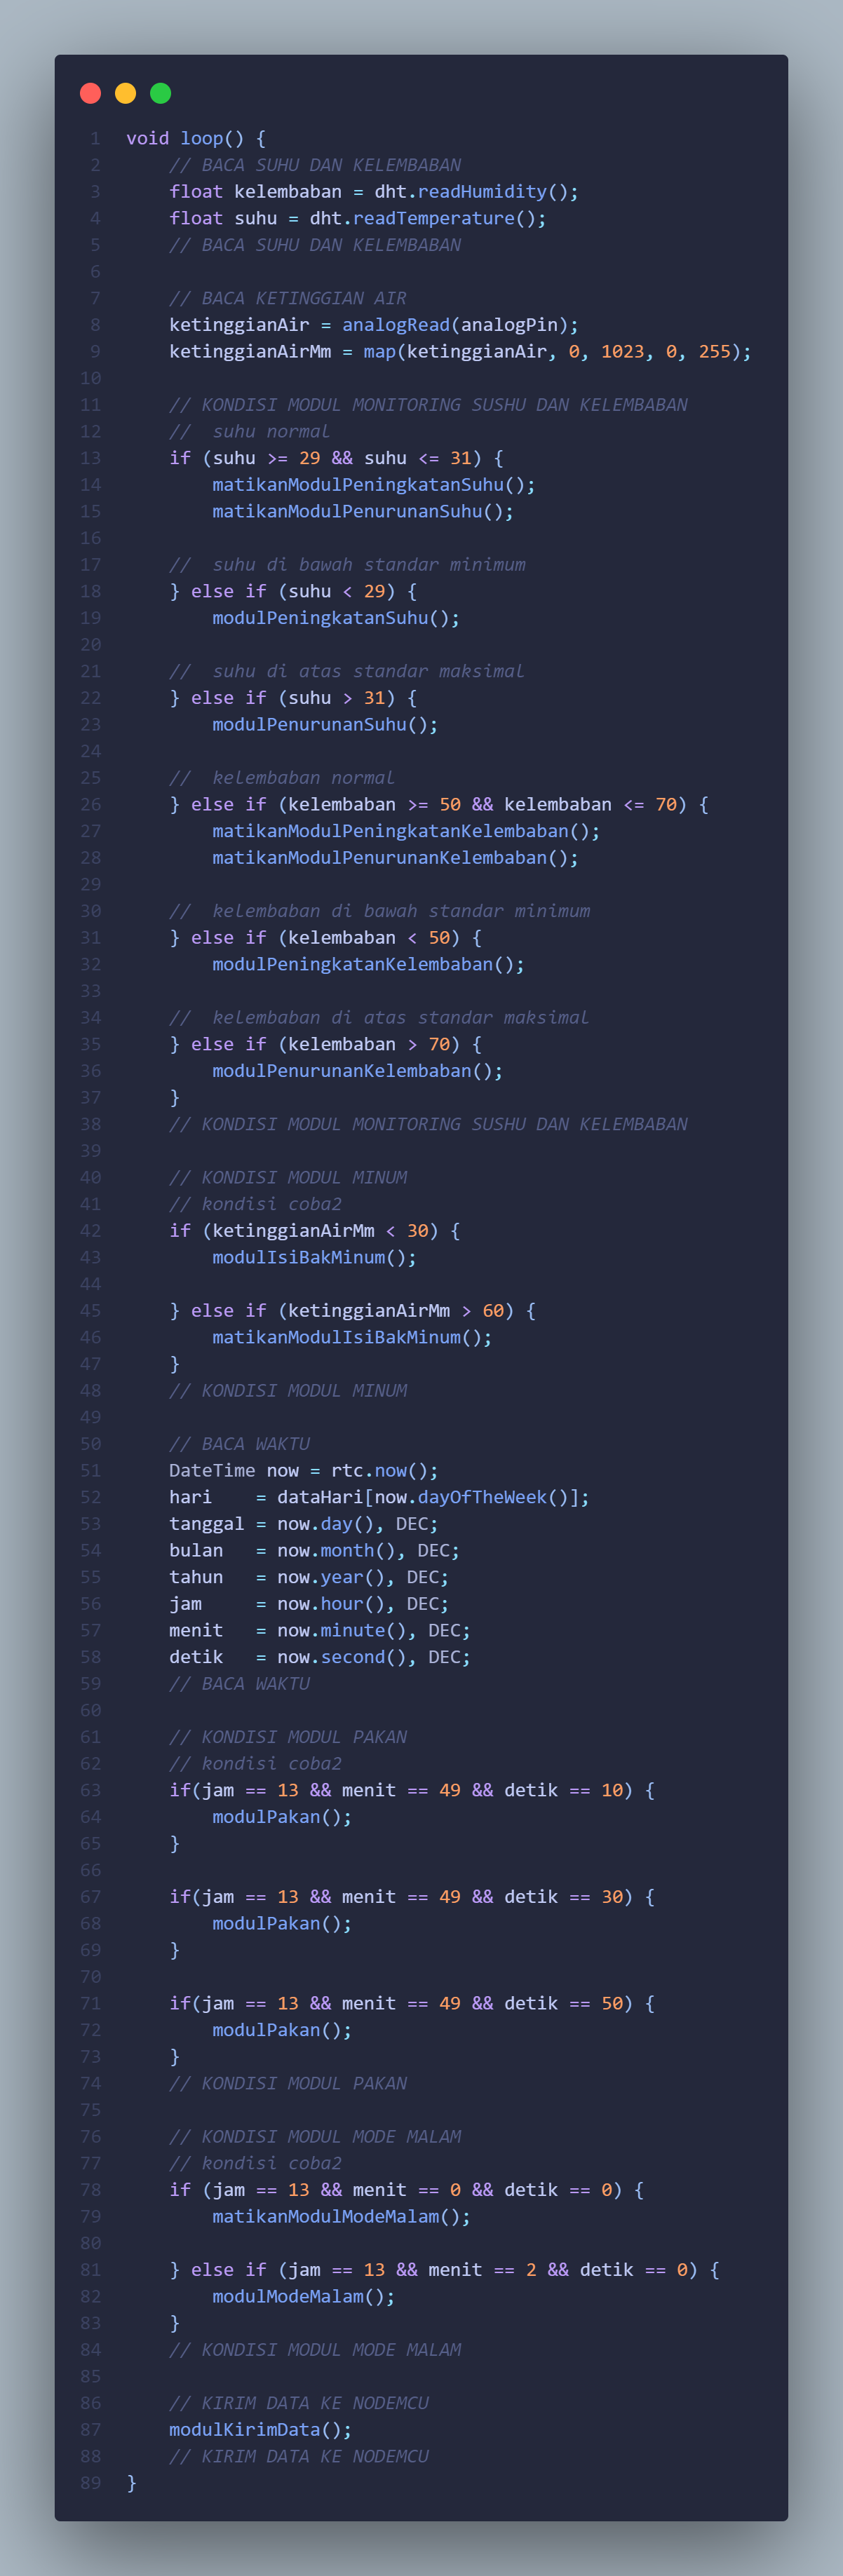 1 void loop() {
2 // BACA SUHU DAN KELEMBABAN
3 float kelembaban = dht.readHumidity();
4 float suhu = dht.readTemperature();
5 // BACA SUHU DAN KELEMBABAN
6
7 // BACA KETINGGIAN AIR
8 ketinggianAir = analogRead(analogPin);
9 ketinggianAirMm = map(ketinggianAir, 0, 1023, 0, 255);
10
11 // KONDISI MODUL MONITORING SUSHU DAN KELEMBABAN
12 //  suhu normal
13 if (suhu >= 29 && suhu <= 31) {
14 matikanModulPeningkatanSuhu();
15 matikanModulPenurunanSuhu();
16
17 //  suhu di bawah standar minimum
18 } else if (suhu < 29) {
19 modulPeningkatanSuhu();
20
21 //  suhu di atas standar maksimal
22 } else if (suhu > 31) {
23 modulPenurunanSuhu();
24
25 //  kelembaban normal
26 } else if (kelembaban >= 50 && kelembaban <= 70) {
27 matikanModulPeningkatanKelembaban();
28 matikanModulPenurunanKelembaban();
29
30 //  kelembaban di bawah standar minimum
31 } else if (kelembaban < 50) {
32 modulPeningkatanKelembaban();
33
34 //  kelembaban di atas standar maksimal
35 } else if (kelembaban > 70) {
36 modulPenurunanKelembaban();
37 }
38 // KONDISI MODUL MONITORING SUSHU DAN KELEMBABAN
39
40 // KONDISI MODUL MINUM
41 // kondisi coba2
42 if (ketinggianAirMm < 30) {
43 modulIsiBakMinum();
44
45 } else if (ketinggianAirMm > 60) {
46 matikanModulIsiBakMinum();
47 }
48 // KONDISI MODUL MINUM
49
50 // BACA WAKTU
51 DateTime now = rtc.now();
52 hari    = dataHari[now.dayOfTheWeek()];
53 tanggal = now.day(), DEC;
54 bulan   = now.month(), DEC;
55 tahun   = now.year(), DEC;
56 jam     = now.hour(), DEC;
57 menit   = now.minute(), DEC;
58 detik   = now.second(), DEC;
59 // BACA WAKTU
60
61 // KONDISI MODUL PAKAN
62 // kondisi coba2
63 if(jam == 13 && menit == 49 && detik == 10) {
64 modulPakan();
65 }
66
67 if(jam == 13 && menit == 49 && detik == 30) {
68 modulPakan();
69 }
70
71 if(jam == 13 && menit == 49 && detik == 50) {
72 modulPakan();
73 }
74 // KONDISI MODUL PAKAN
75
76 // KONDISI MODUL MODE MALAM
77 // kondisi coba2
78 if (jam == 13 && menit == 0 && detik == 0) {
79 matikanModulModeMalam();
80
81 } else if (jam == 13 && menit == 2 && detik == 0) {
82 modulModeMalam();
83 }
84 // KONDISI MODUL MODE MALAM
85
86 // KIRIM DATA KE NODEMCU
87 modulKirimData();
88 // KIRIM DATA KE NODEMCU
89 }